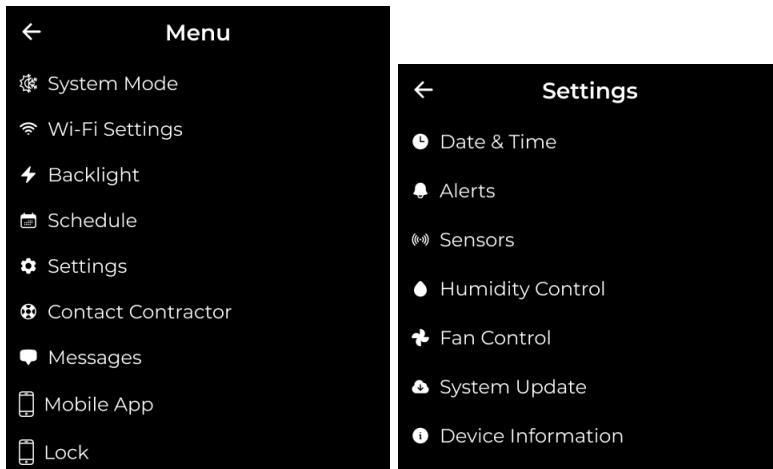 Menu
System Mode
Wi-Fi Settings
Backlight
Schedule
Settings
Contact Contractor
Messages
Mobile App
Lock
Settings
Date & Time
Alerts
Sensors
Humidity Control
Fan Control
System Update
Device Information